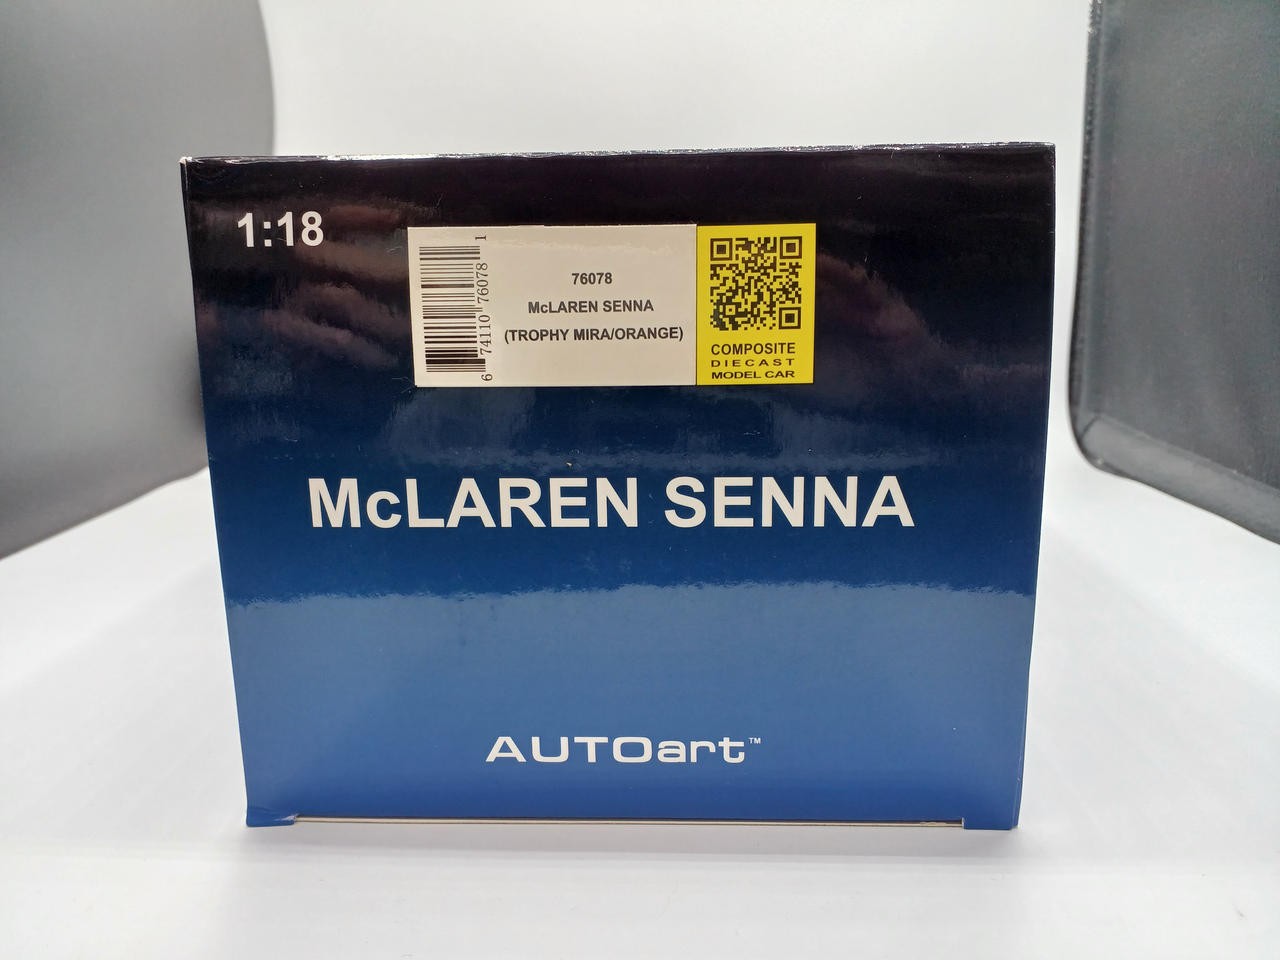 1:18
6 74110 76078 1
76078
McLAREN SENNA
(TROPHY MIRA/ORANGE)
COMPOSITE
DIECAST
MODEL CAR
McLAREN SENNA
AUTOart™